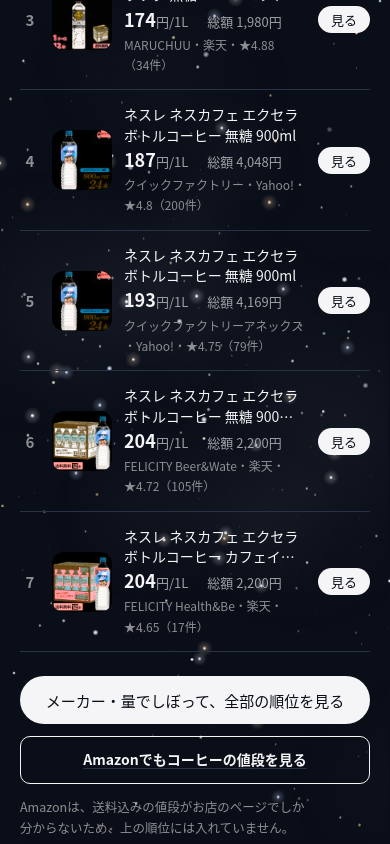 3
174円/1L 総額 1,980円
MARUCHUU・楽天・★4.88
（34件）
見る
4
ネスレ ネスカフェ エクセラ
ボトルコーヒー 無糖 900ml
187円/1L 総額 4,048円
クイックファクトリー・Yahoo!・
★4.8（200件）
見る
5
ネスレ ネスカフェ エクセラ
ボトルコーヒー 無糖 900ml
193円/1L 総額 4,169円
クイックファクトリーアネックス
・Yahoo!・★4.75（79件）
見る
6
ネスレ ネスカフェ エクセラ
ボトルコーヒー 無糖 900…
204円/1L 総額 2,200円
FELICITY Beer&Wate・楽天・
★4.72（105件）
見る
7
ネスレ ネスカフェ エクセラ
ボトルコーヒー カフェイ…
204円/1L 総額 2,200円
FELICITY Health&Be・楽天・
★4.65（17件）
見る
メーカー・量でしぼって、全部の順位を見る
Amazonでもコーヒーの値段を見る
Amazonは、送料込みの値段がお店のページでしか
分からないため、上の順位には入れていません。